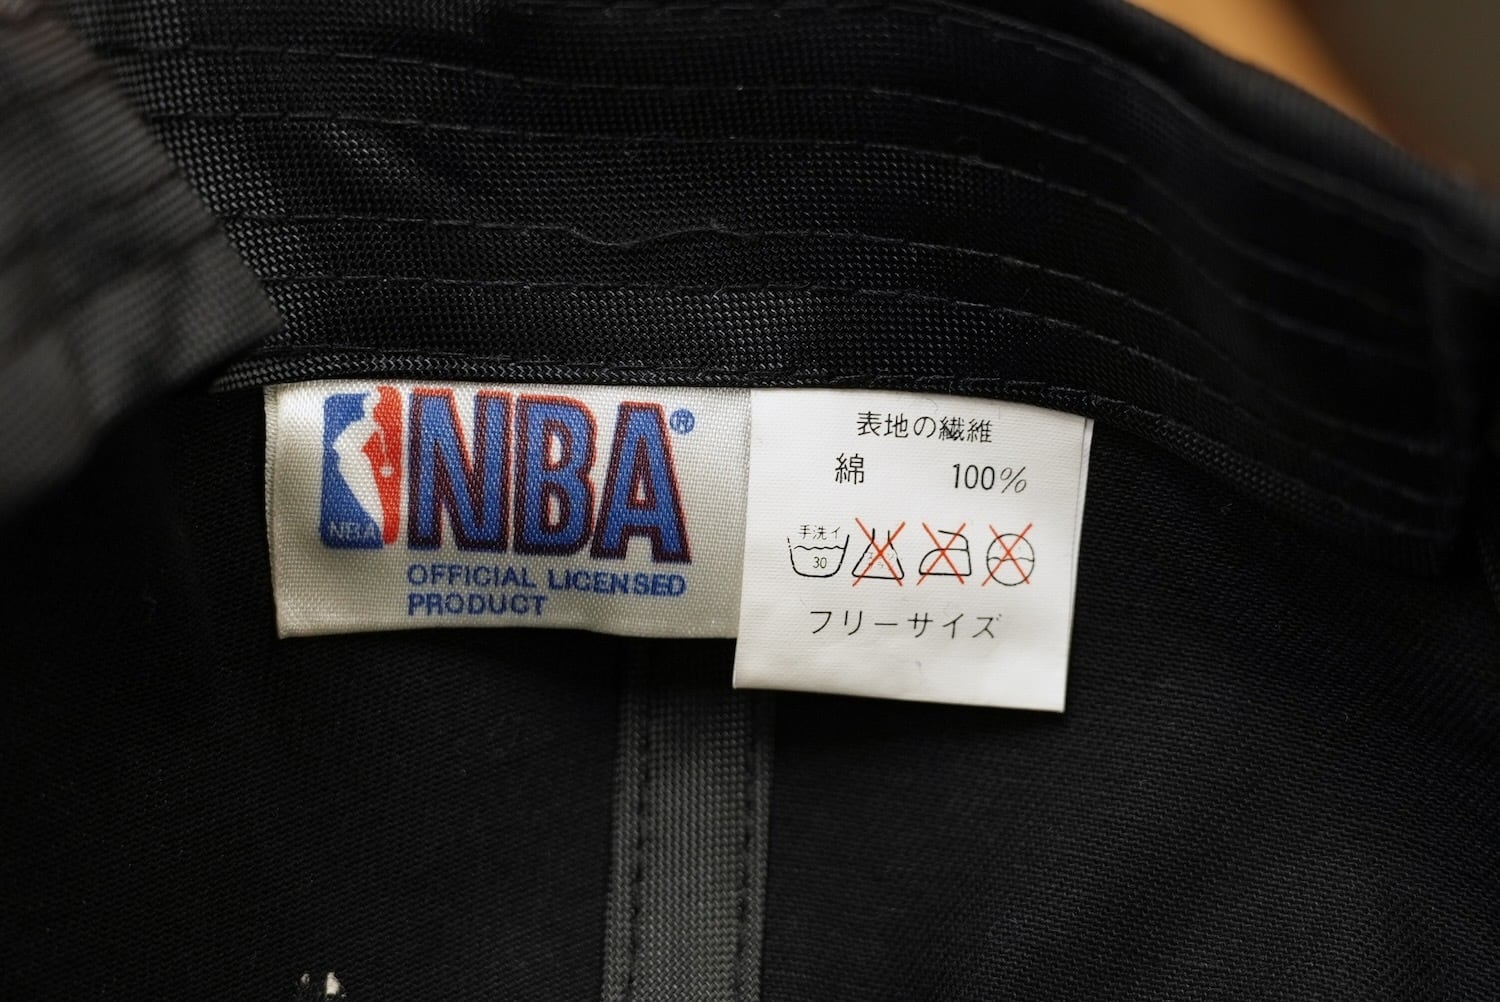 NBA
NBA®
OFFICIAL LICENSED
PRODUCT
表地の繊維
綿 100%
手洗イ
30
フリーサイズ